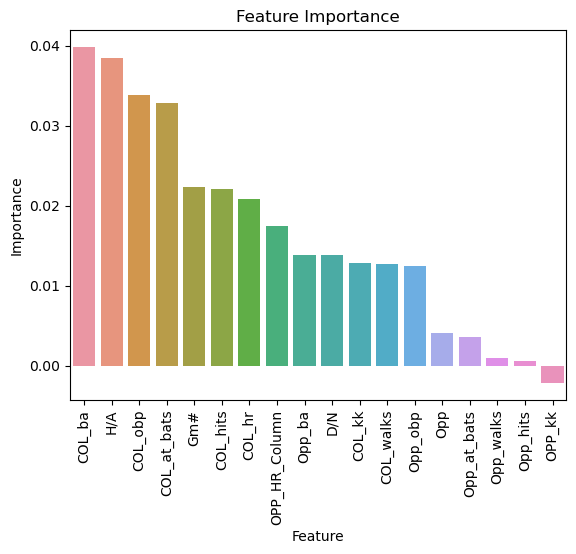 Feature Importance
Importance
0.04
0.03
0.02
0.01
0.00
COL_ba
H/A
COL_obp
COL_at_bats
Gm#
COL_hits
COL_hr
OPP_HR_Column
Opp_ba
D/N
COL_kk
COL_walks
Opp_obp
Opp
Opp_at_bats
Opp_walks
Opp_hits
OPP_kk
Feature